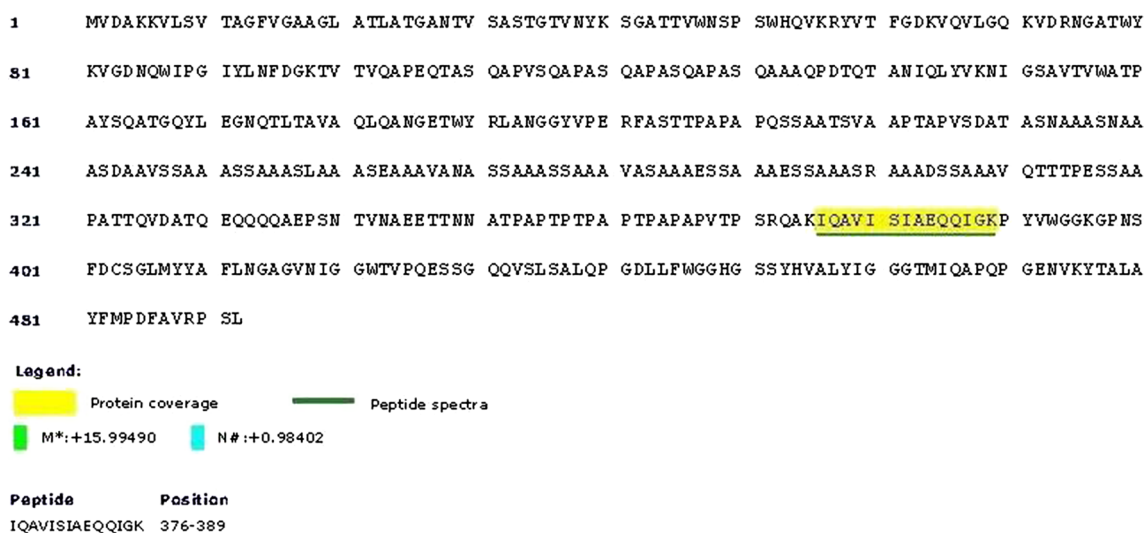 1 MVDAKKVLSV TAGFVGAAGL ATLATGANTV SASTGTVNYK SGATTVWNSP SWHQVKRYVT FGDKVQVLGQ KVDRNGATWY
81 KVGDNQWIPG IYLNFDGKTV TVQAPEQTAS QAPVSQAPAS QAPASQAPAS QAAAQPDTQT ANIQLYVKNI GSAVTVWATP
161 AYSQATGQYL EGNQTLTAVA QLQANGETWY RLANGGYVPE RFASTTPAPA PQSSAATSVA APTAPVSDAT ASNAAASNAA
241 ASDAAVSSAA ASSAAASLAA ASEAAAVANA SSAAASSAAA VASAAAESSA AAESSAAASR AAADSSAAAV QTTTPESSAA
321 PATTQVDATQ EQQQQAEPSN TVNAEETTNN ATPAPTPTPA PTPAPAPVTP SRQAKIQAVI SIAEQQIGKP YVWGGKGPNS
401 FDCSGLMYYA FLNGAGVNIG GWTVPQESSG QQVSLSALQP GDLLFWGGHG SSYHVALYIG GGTMIQAPQP GENVKYTALA
481 YFMPDFAVRP SL
Legend:
Protein coverage Peptide spectra
M*:+15.99490 N#:+0.98402
Peptide Position
IQAVISIAEQQIGK 376-389